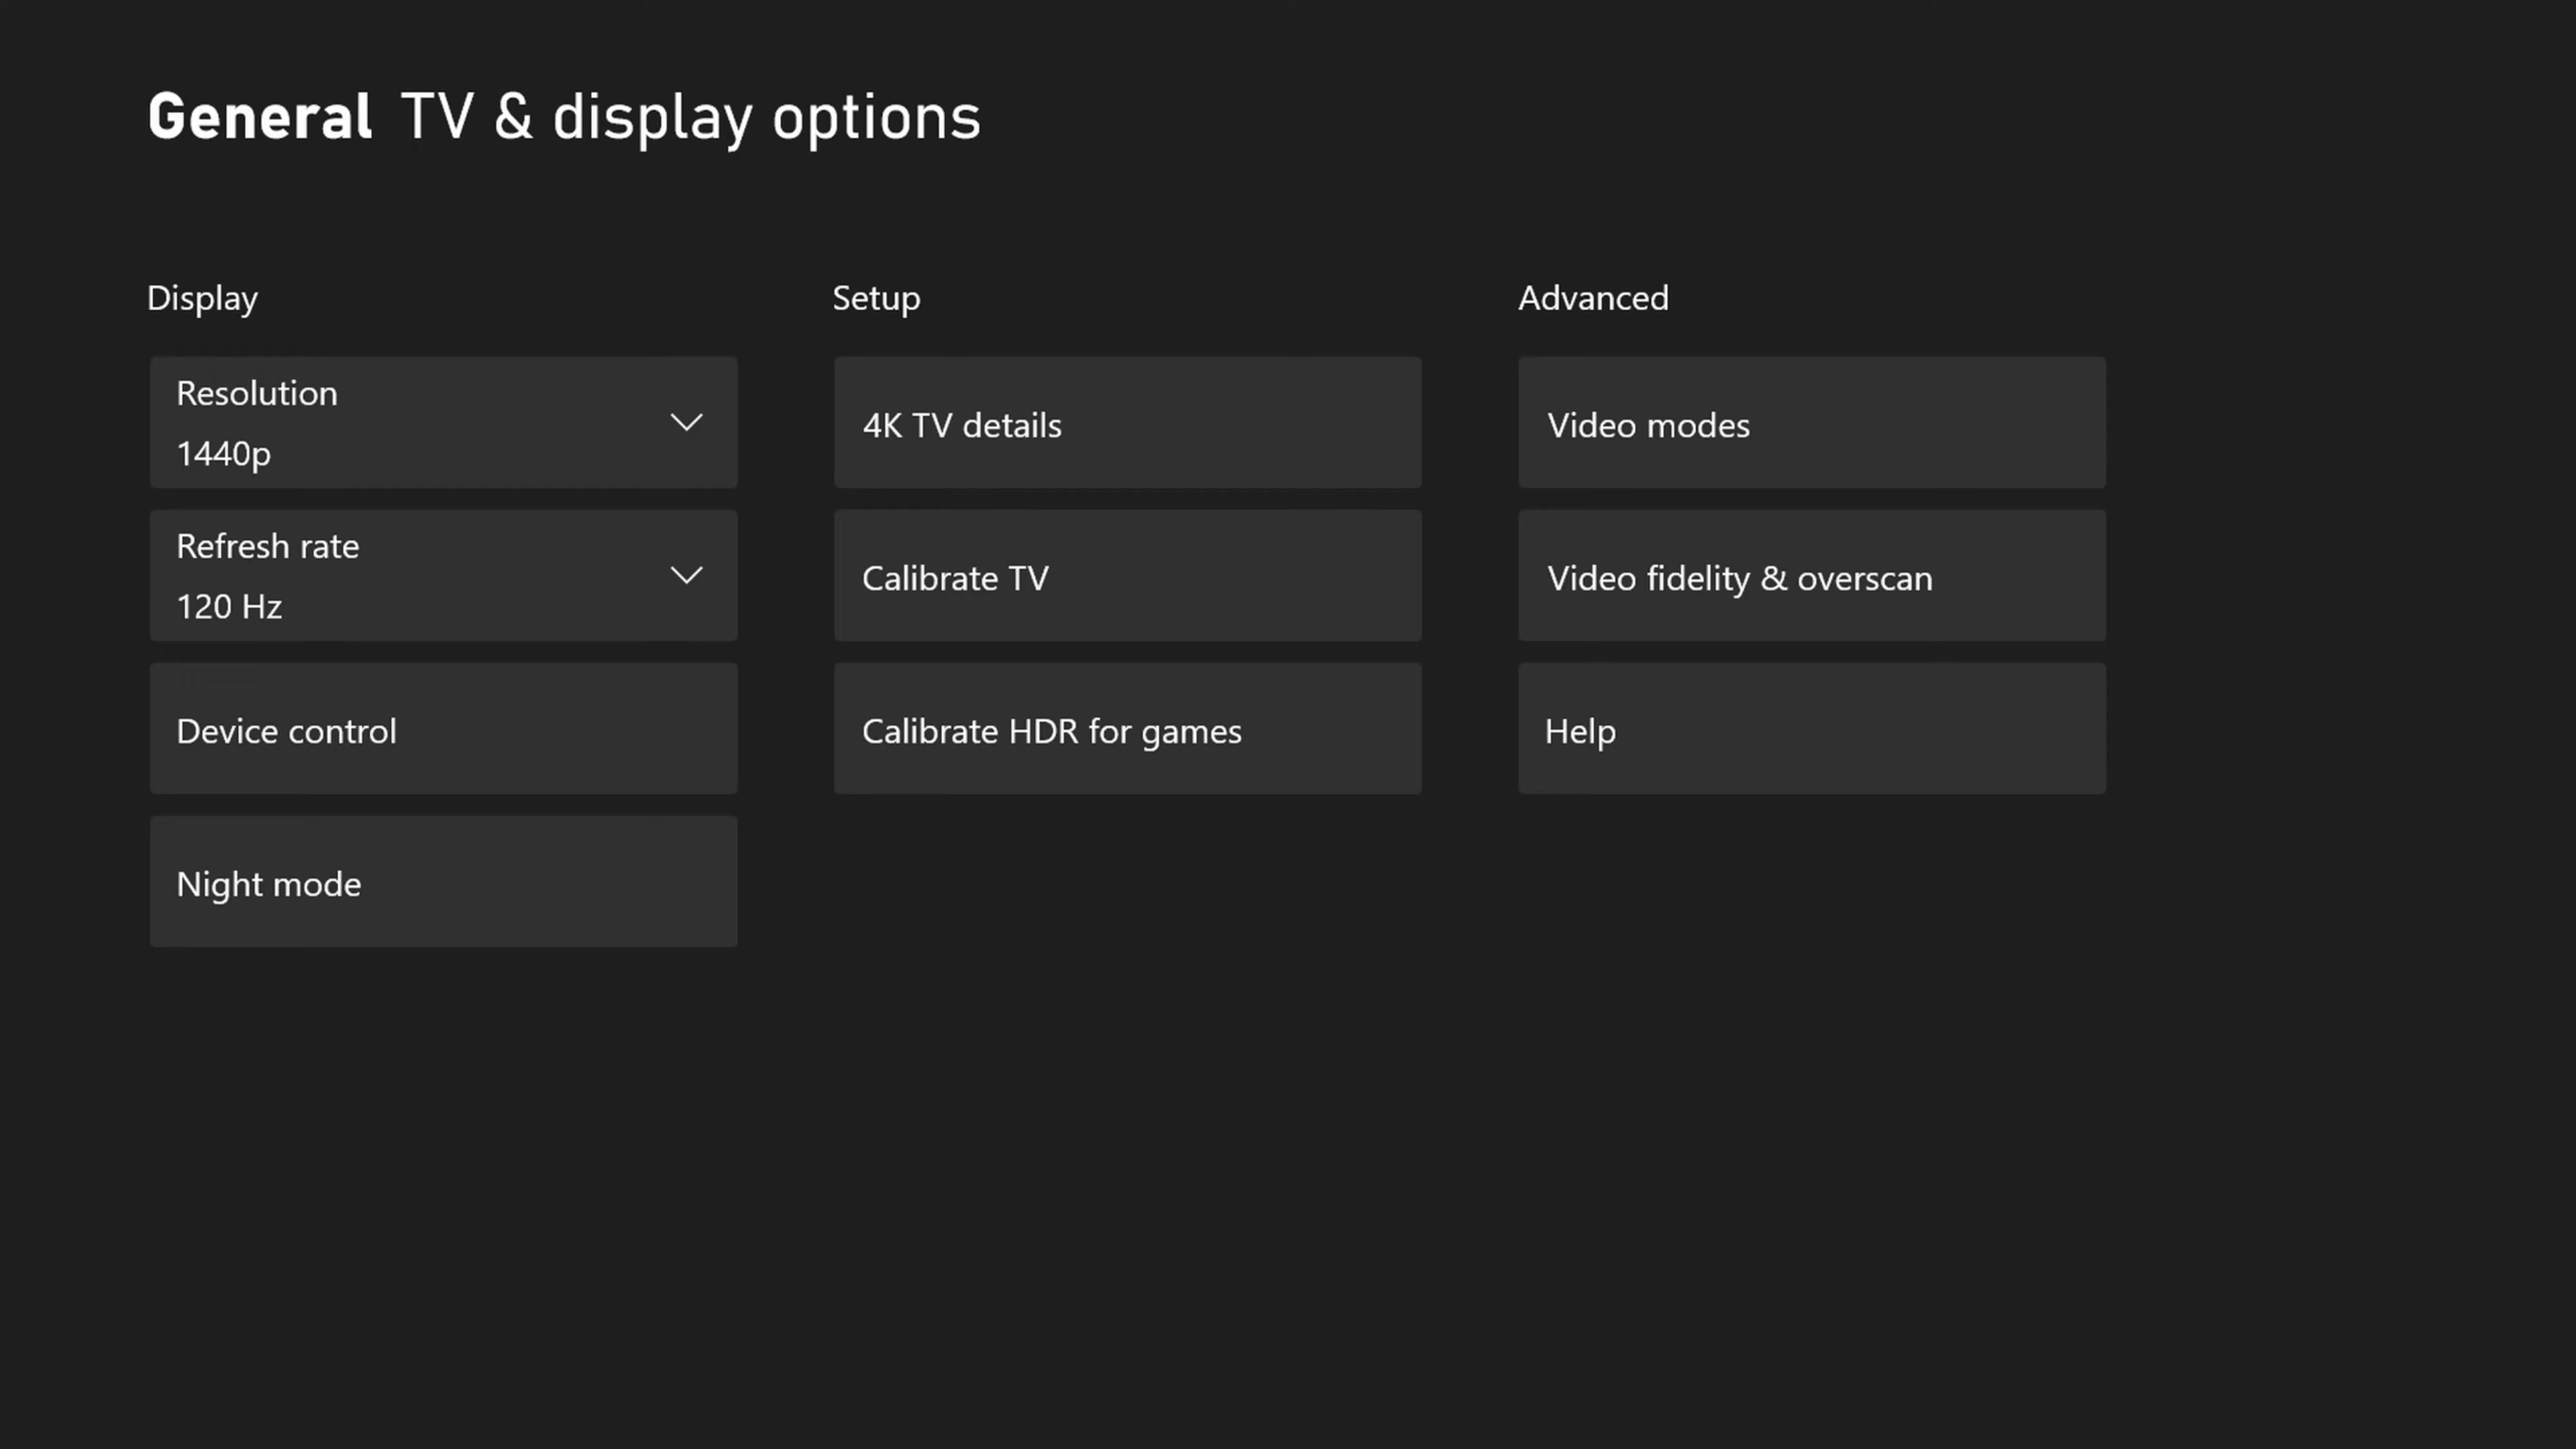 General TV & display options
Display
Resolution
1440p
Refresh rate
120 Hz
Device control
Night mode
Setup
4K TV details
Calibrate TV
Calibrate HDR for games
Advanced
Video modes
Video fidelity & overscan
Help